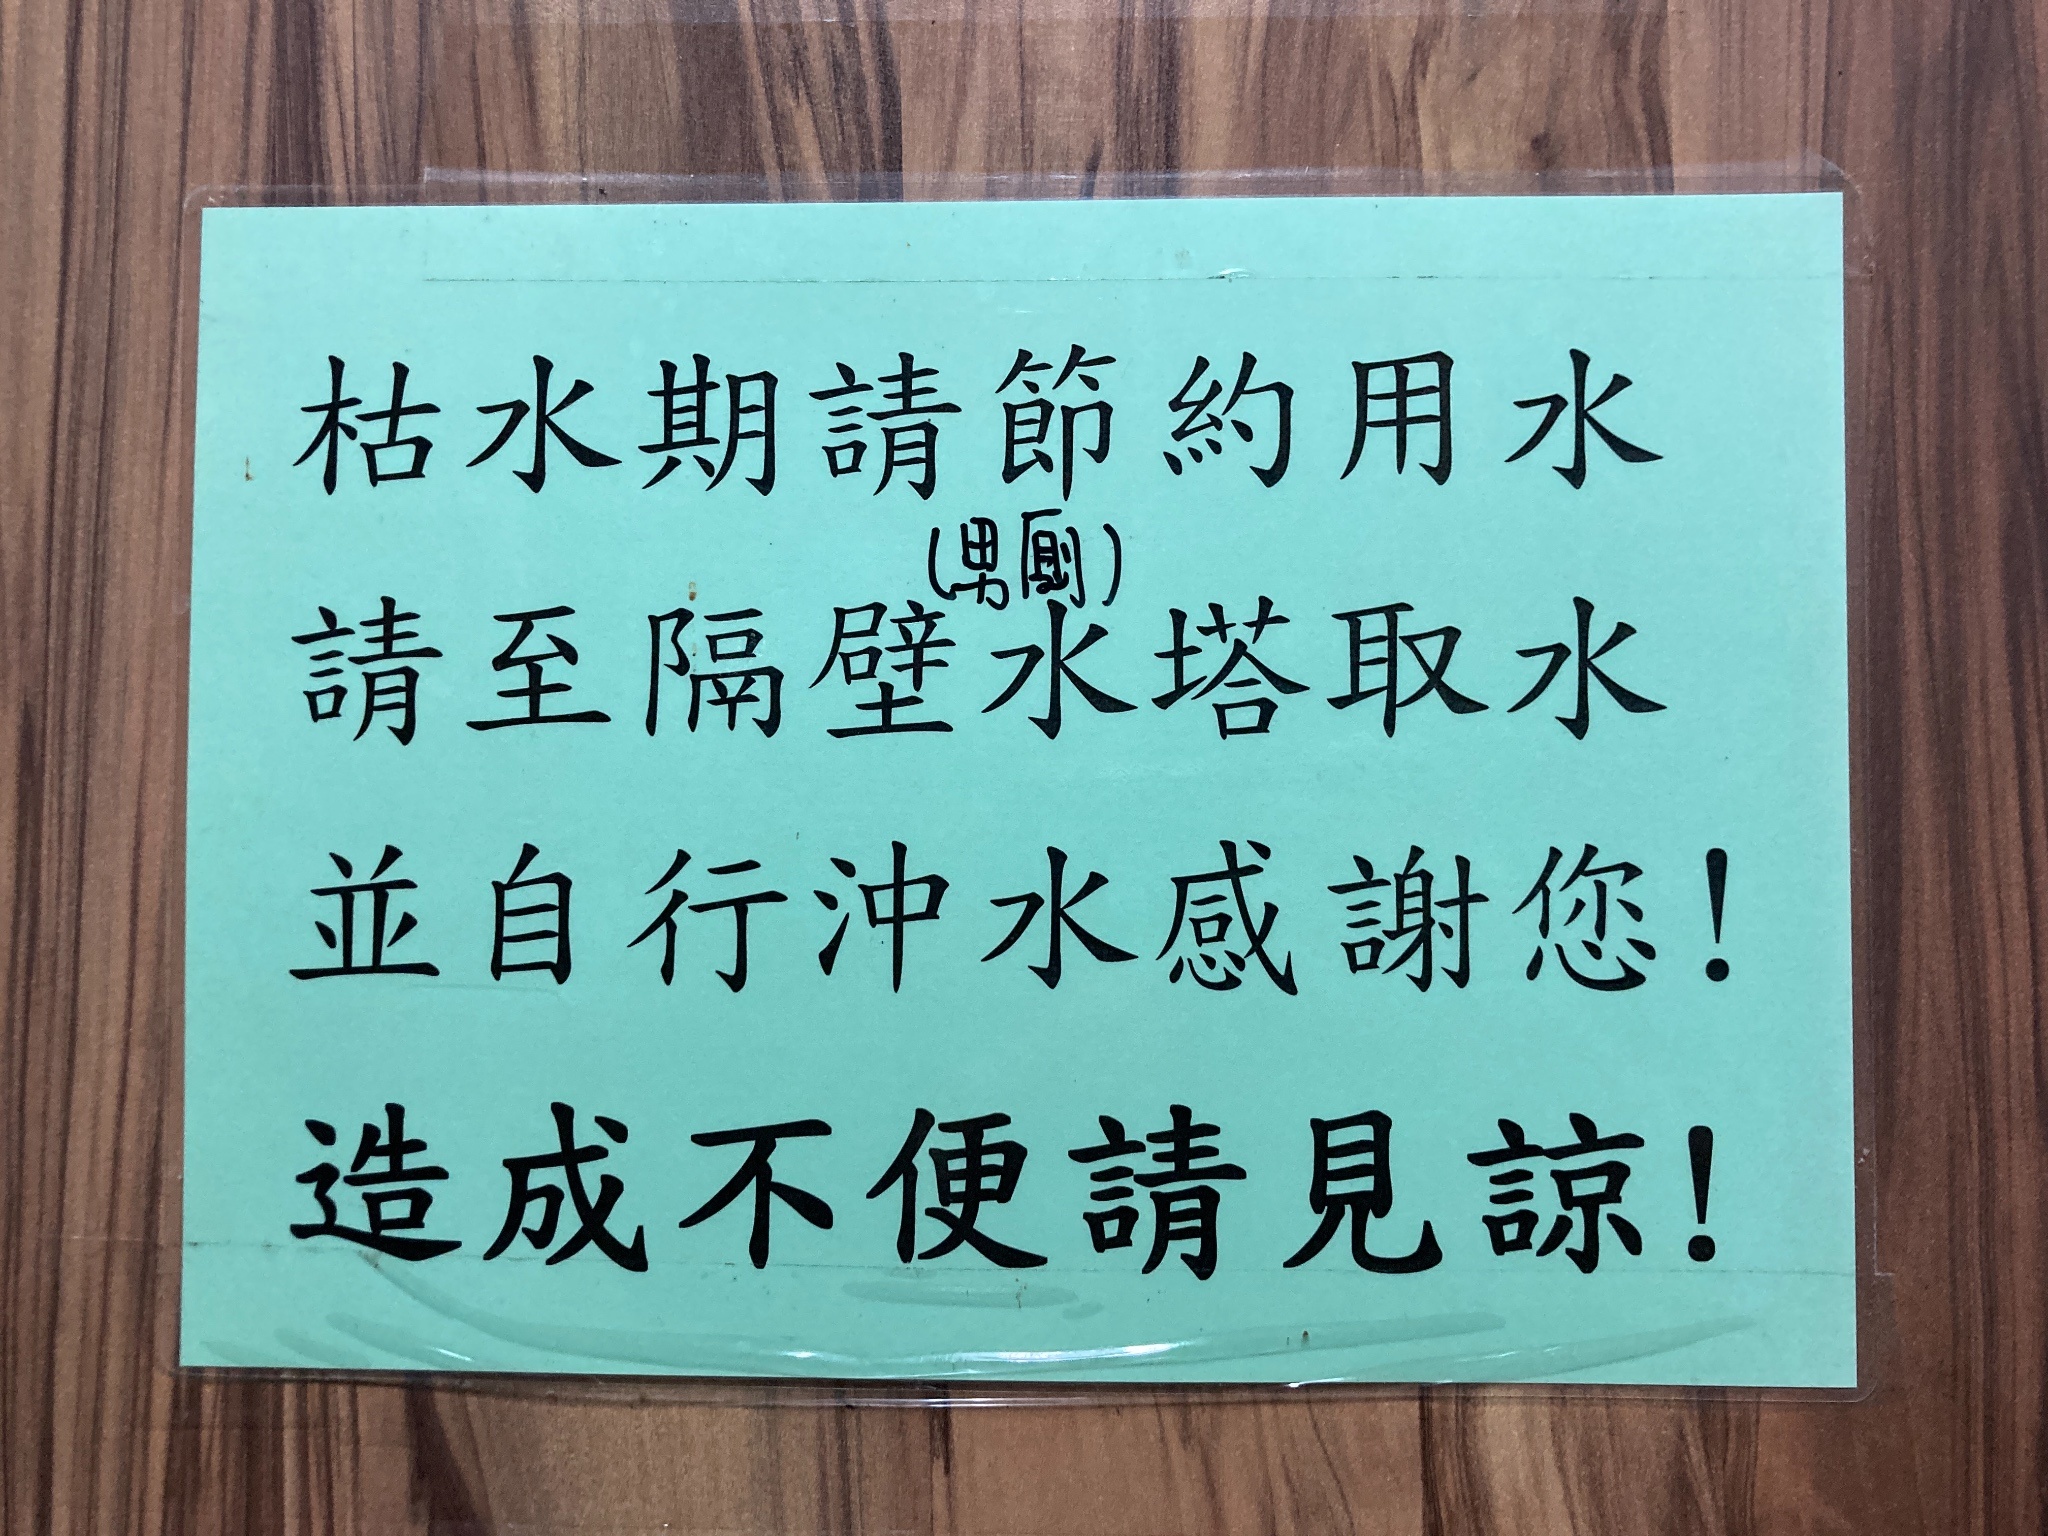 枯水期請節約用水
(男廁)
請至隔壁水塔取水
並自行沖水感謝您!
造成不便請見諒!